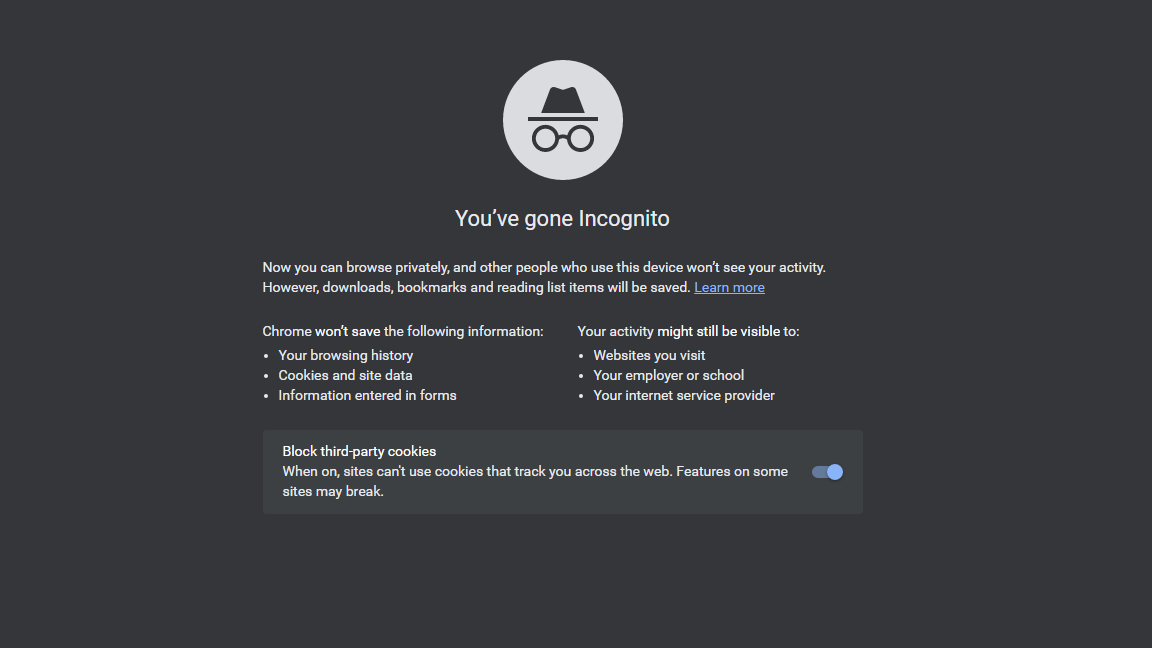 You’ve gone Incognito
Now you can browse privately, and other people who use this device won’t see your activity.
However, downloads, bookmarks and reading list items will be saved. Learn more
Chrome won’t save the following information:
Your browsing history
Cookies and site data
Information entered in forms
Your activity might still be visible to:
Websites you visit
Your employer or school
Your internet service provider
Block third-party cookies
When on, sites can't use cookies that track you across the web. Features on some
sites may break.